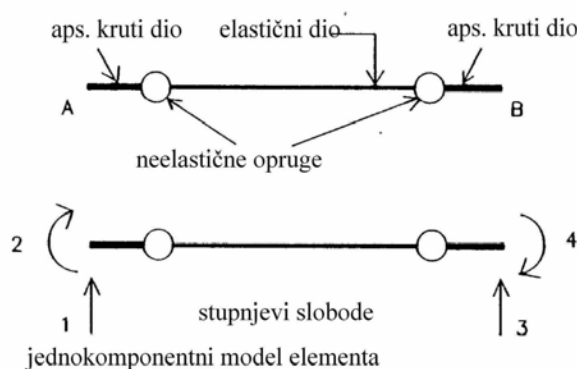 aps. kruti dio
elastični dio
aps. kruti dio
A
B
neelastične opruge
2
4
1
stupnjevi slobode
3
jednokomponentni model elementa